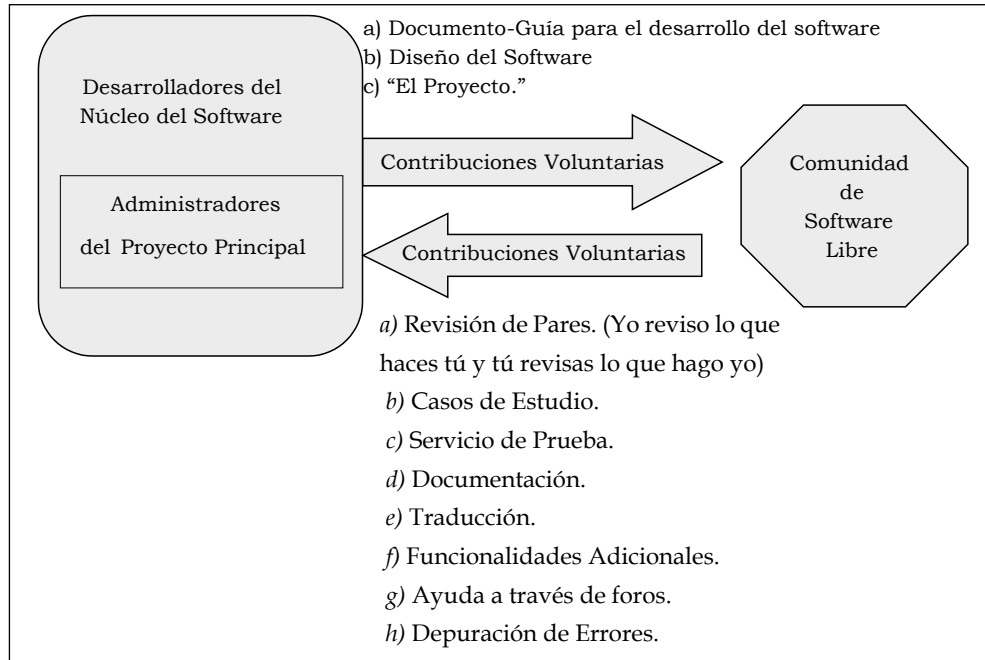 a) Documento-Guía para el desarrollo del software
b) Diseño del Software
c) “El Proyecto.”
Desarrolladores del
Núcleo del Software
Administradores
del Proyecto Principal
Contribuciones Voluntarias
Contribuciones Voluntarias
Comunidad
de
Software
Libre
a) Revisión de Pares. (Yo reviso lo que
haces tú y tú revisas lo que hago yo)
b) Casos de Estudio.
c) Servicio de Prueba.
d) Documentación.
e) Traducción.
f) Funcionalidades Adicionales.
g) Ayuda a través de foros.
h) Depuración de Errores.